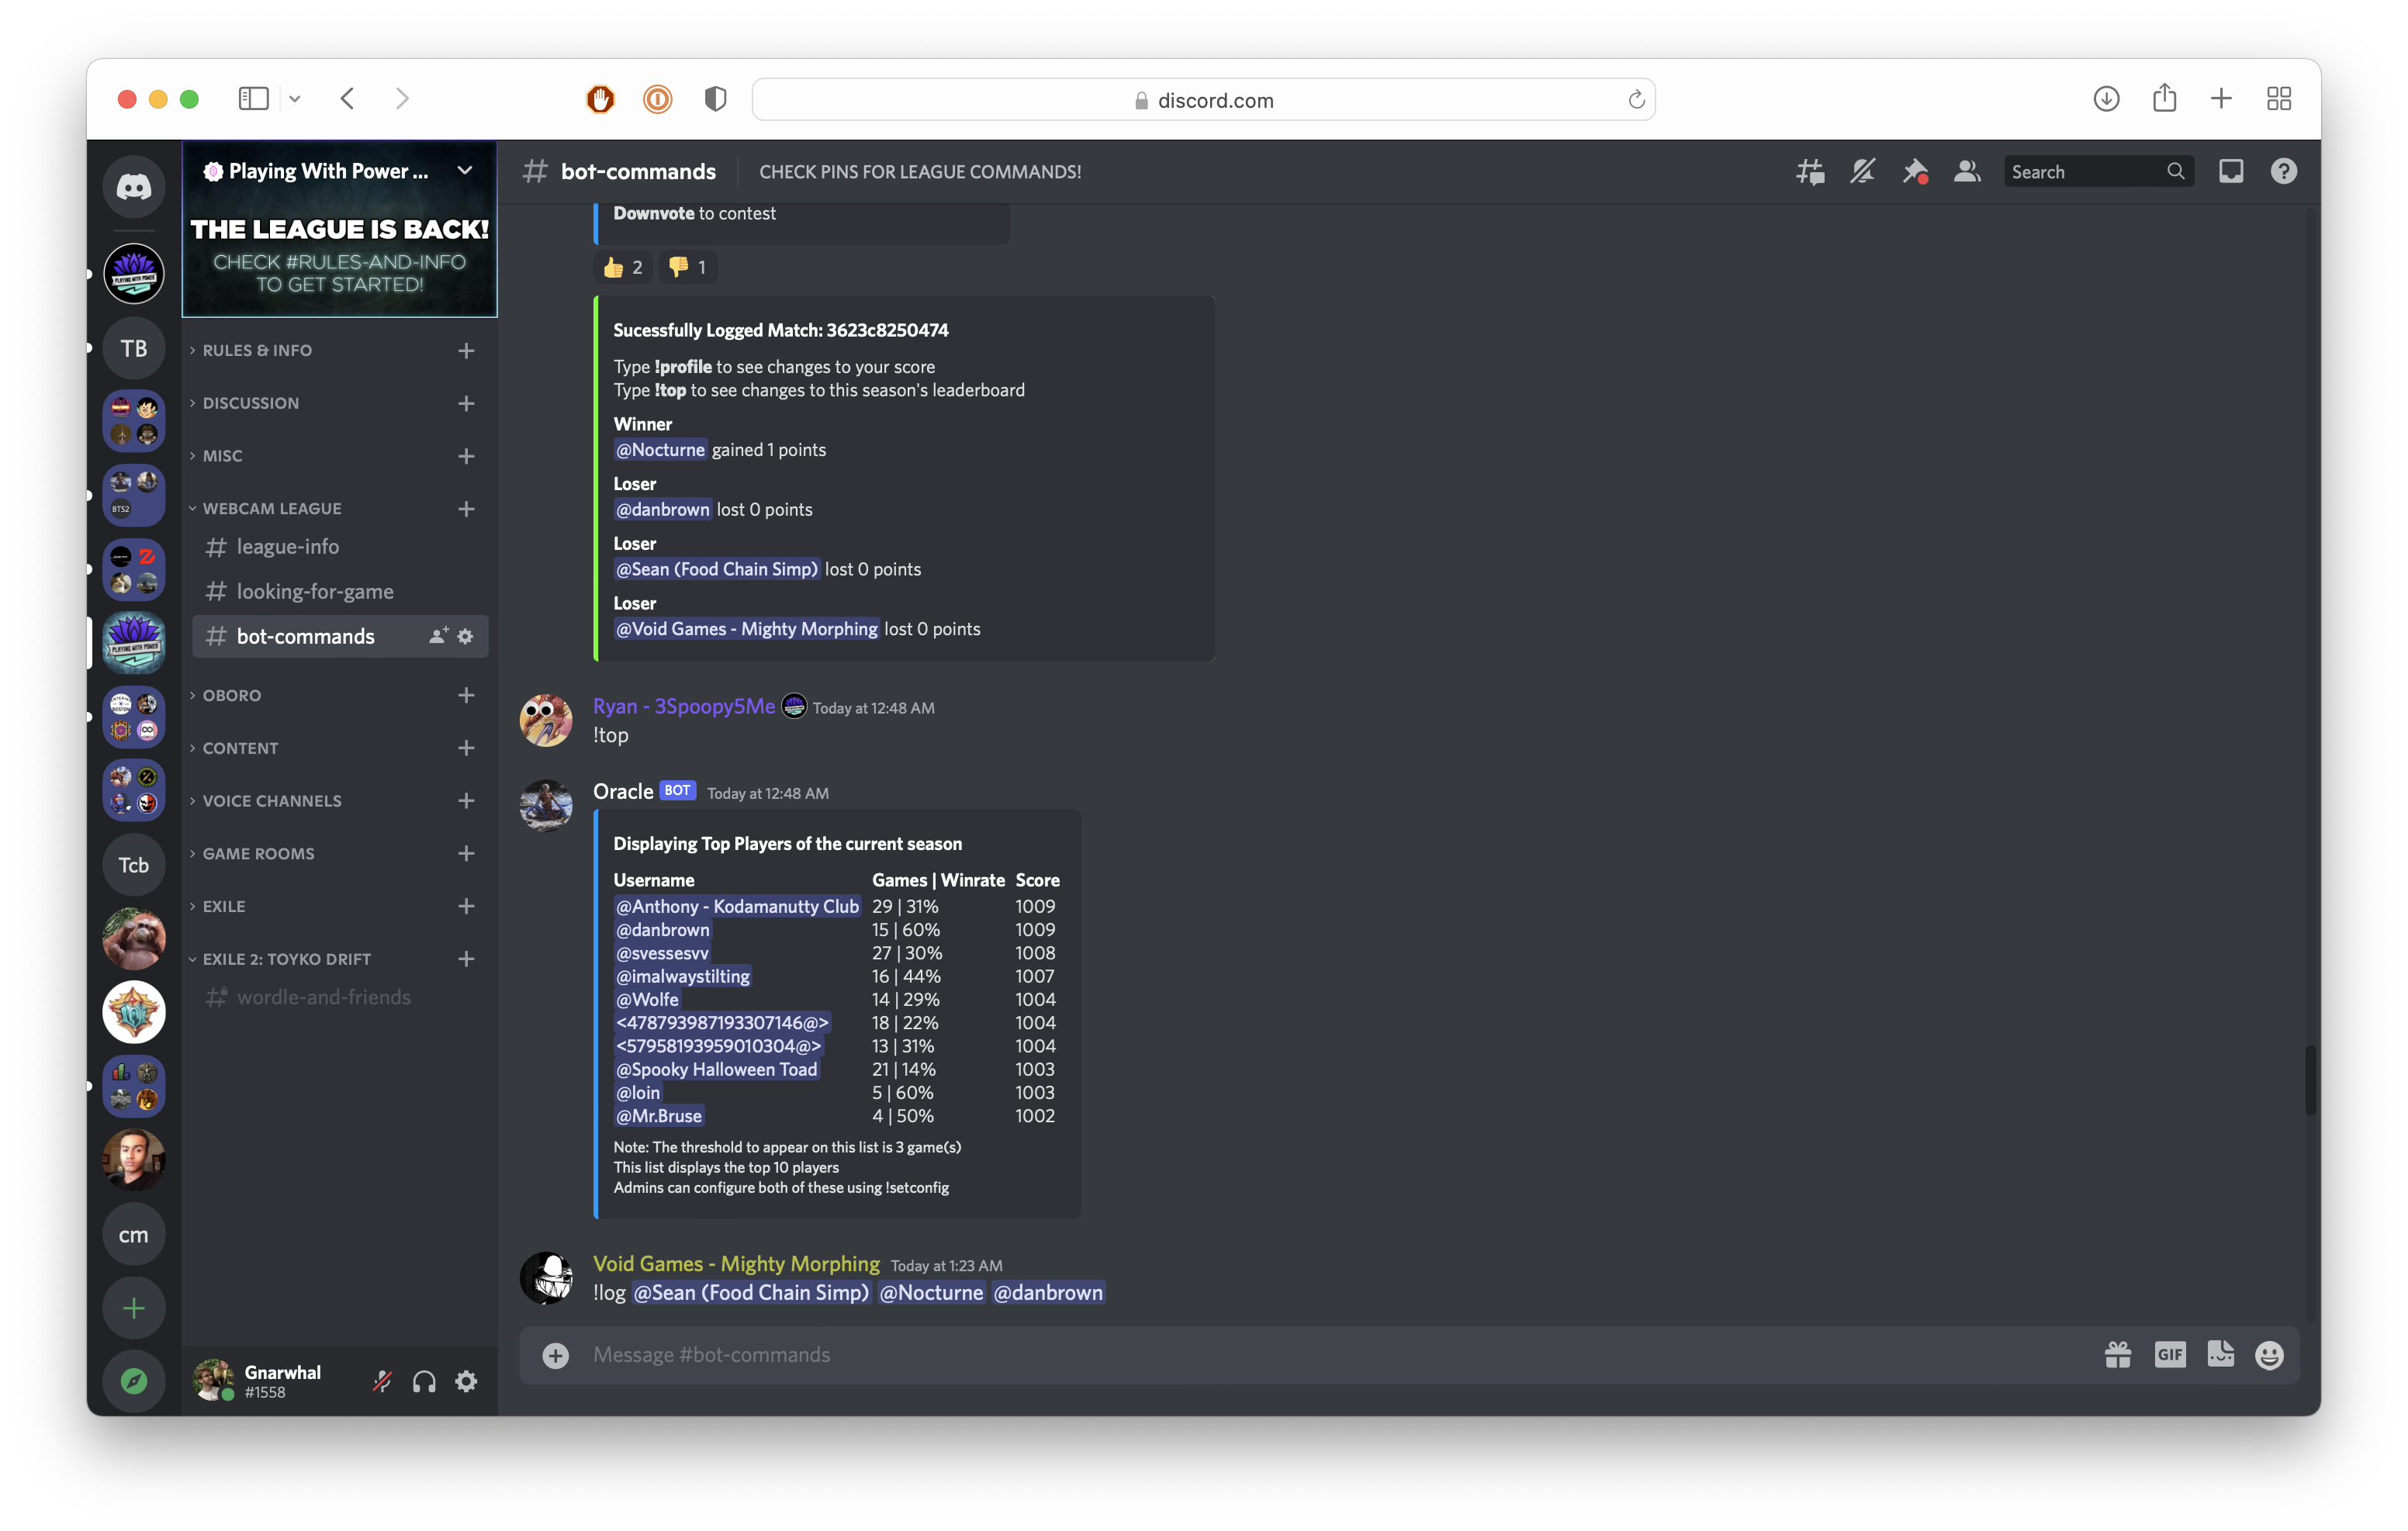 discord.com
Playing With Power ...
THE LEAGUE IS BACK!
CHECK #RULES-AND-INFO
TO GET STARTED!
TB
BTS2
Tcb
cm
RULES & INFO
DISCUSSION
MISC
WEBCAM LEAGUE
league-info
looking-for-game
bot-commands
OBORO
CONTENT
VOICE CHANNELS
GAME ROOMS
EXILE
EXILE 2: TOYKO DRIFT
wordle-and-friends
Gnarwhal
#1558
bot-commands CHECK PINS FOR LEAGUE COMMANDS!
Search
Downvote to contest
2 1
Sucessfully Logged Match: 3623c8250474
Type !profile to see changes to your score
Type !top to see changes to this season's leaderboard
Winner
@Nocturne gained 1 points
Loser
@danbrown lost 0 points
Loser
@Sean (Food Chain Simp) lost 0 points
Loser
@Void Games - Mighty Morphing lost 0 points
Ryan - 3Spoopy5Me Today at 12:48 AM
!top
Oracle BOT Today at 12:48 AM
Displaying Top Players of the current season
Username Games | Winrate Score
@Anthony - Kodamanutty Club 29 | 31% 1009
@danbrown 15 | 60% 1009
@svessesvv 27 | 30% 1008
@imalwaystilting 16 | 44% 1007
@Wolfe 14 | 29% 1004
<478793987193307146@> 18 | 22% 1004
<57958193959010304@> 13 | 31% 1004
@Spooky Halloween Toad 21 | 14% 1003
@loin 5 | 60% 1003
@Mr.Bruse 4 | 50% 1002
Note: The threshold to appear on this list is 3 game(s)
This list displays the top 10 players
Admins can configure both of these using !setconfig
Void Games - Mighty Morphing Today at 1:23 AM
!log @Sean (Food Chain Simp) @Nocturne @danbrown
Message #bot-commands
GIF